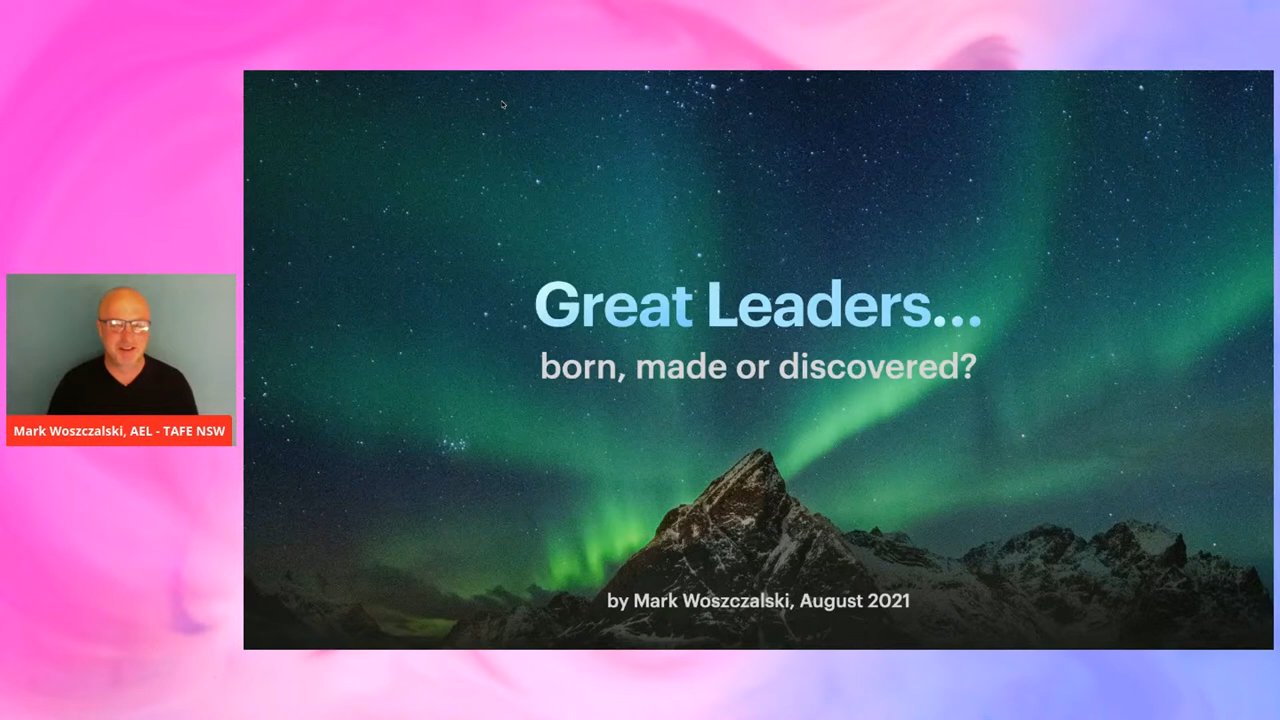 Great Leaders...
born, made or discovered?
Mark Woszczalski, AEL - TAFE NSW
by Mark Woszczalski, August 2021